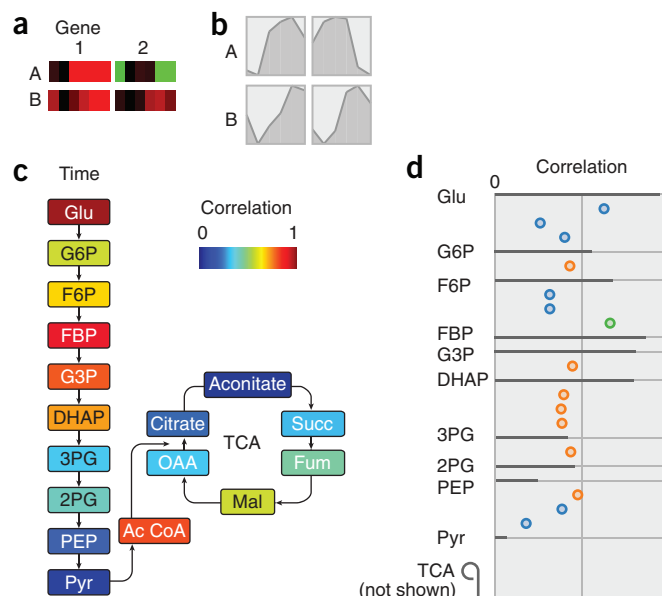 a
Gene
1 2
A
B
b
A
B
c
Time
Glu
G6P
F6P
FBP
G3P
DHAP
3PG
2PG
PEP
Pyr
Correlation
0 1
Aconitate
Citrate
Succ
TCA
OAA
Fum
Mal
Ac CoA
d
Correlation
0
Glu
G6P
F6P
FBP
G3P
DHAP
3PG
2PG
PEP
Pyr
TCA
(not shown)